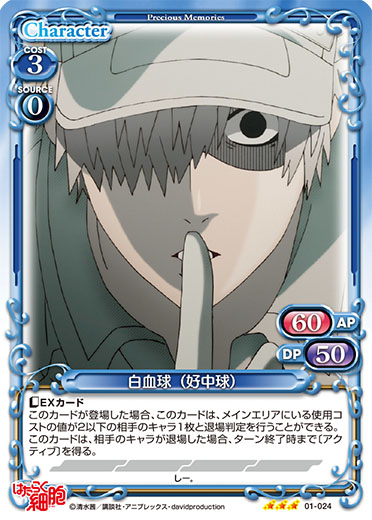 Precious Memories
Character
COST
3
SOURCE
0
60 AP
DP 50
白血球（好中球）
EXカード
このカードが登場した場合、このカードは、メインエリアにいる使用コ
ストの値が2以下の相手のキャラ1枚と退場判定を行うことができる。
このカードは、相手のキャラが退場した場合、ターン終了時まで〔アク
ティブ〕を得る。
しー。
はたらく
細胞
©清水茜／講談社・アニプレックス・davidproduction
01-024